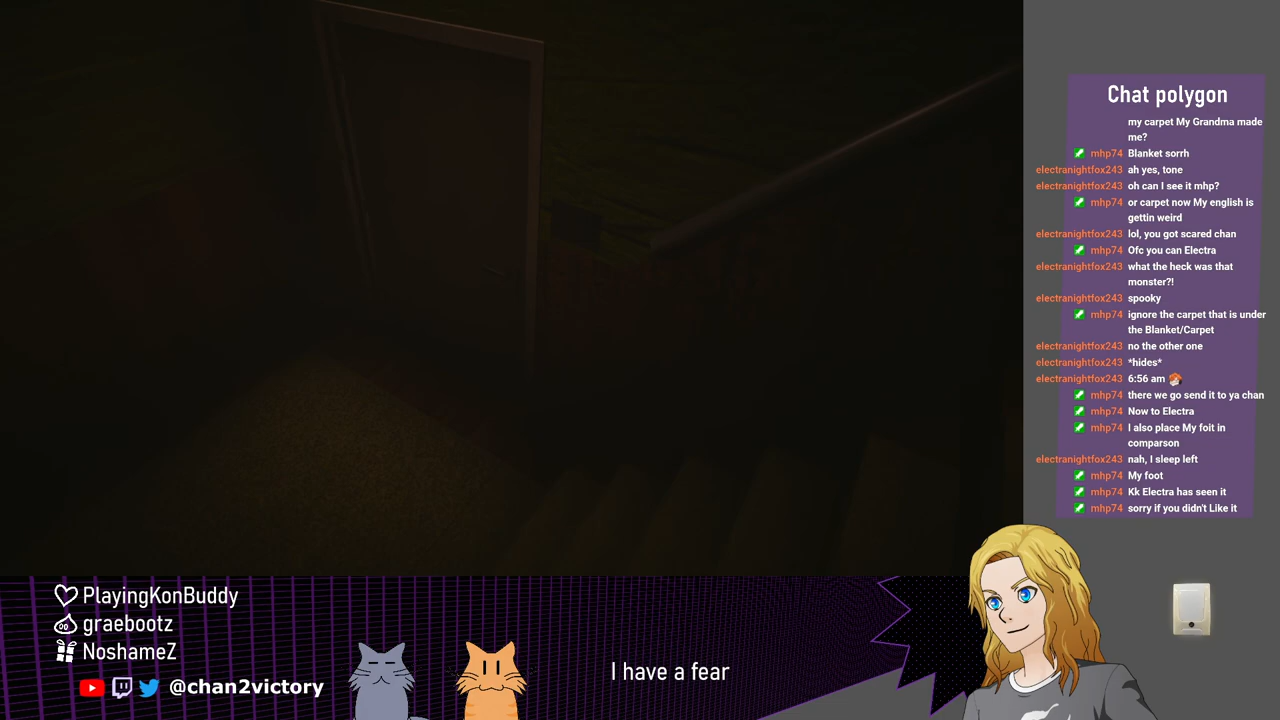 Chat polygon
my carpet My Grandma made
me?
mhp74 Blanket sorrh
electranightfox243 ah yes, tone
electranightfox243 oh can I see it mhp?
mhp74 or carpet now My english is
gettin weird
electranightfox243 lol, you got scared chan
mhp74 Ofc you can Electra
electranightfox243 what the heck was that
monster?!
electranightfox243 spooky
mhp74 ignore the carpet that is under
the Blanket/Carpet
electranightfox243 no the other one
electranightfox243 *hides*
electranightfox243 6:56 am
mhp74 there we go send it to ya chan
mhp74 Now to Electra
mhp74 I also place My foit in
comparson
electranightfox243 nah, I sleep left
mhp74 My foot
mhp74 Kk Electra has seen it
mhp74 sorry if you didn't Like it
PlayingKonBuddy
graebootz
NoshameZ
@chan2victory
I have a fear